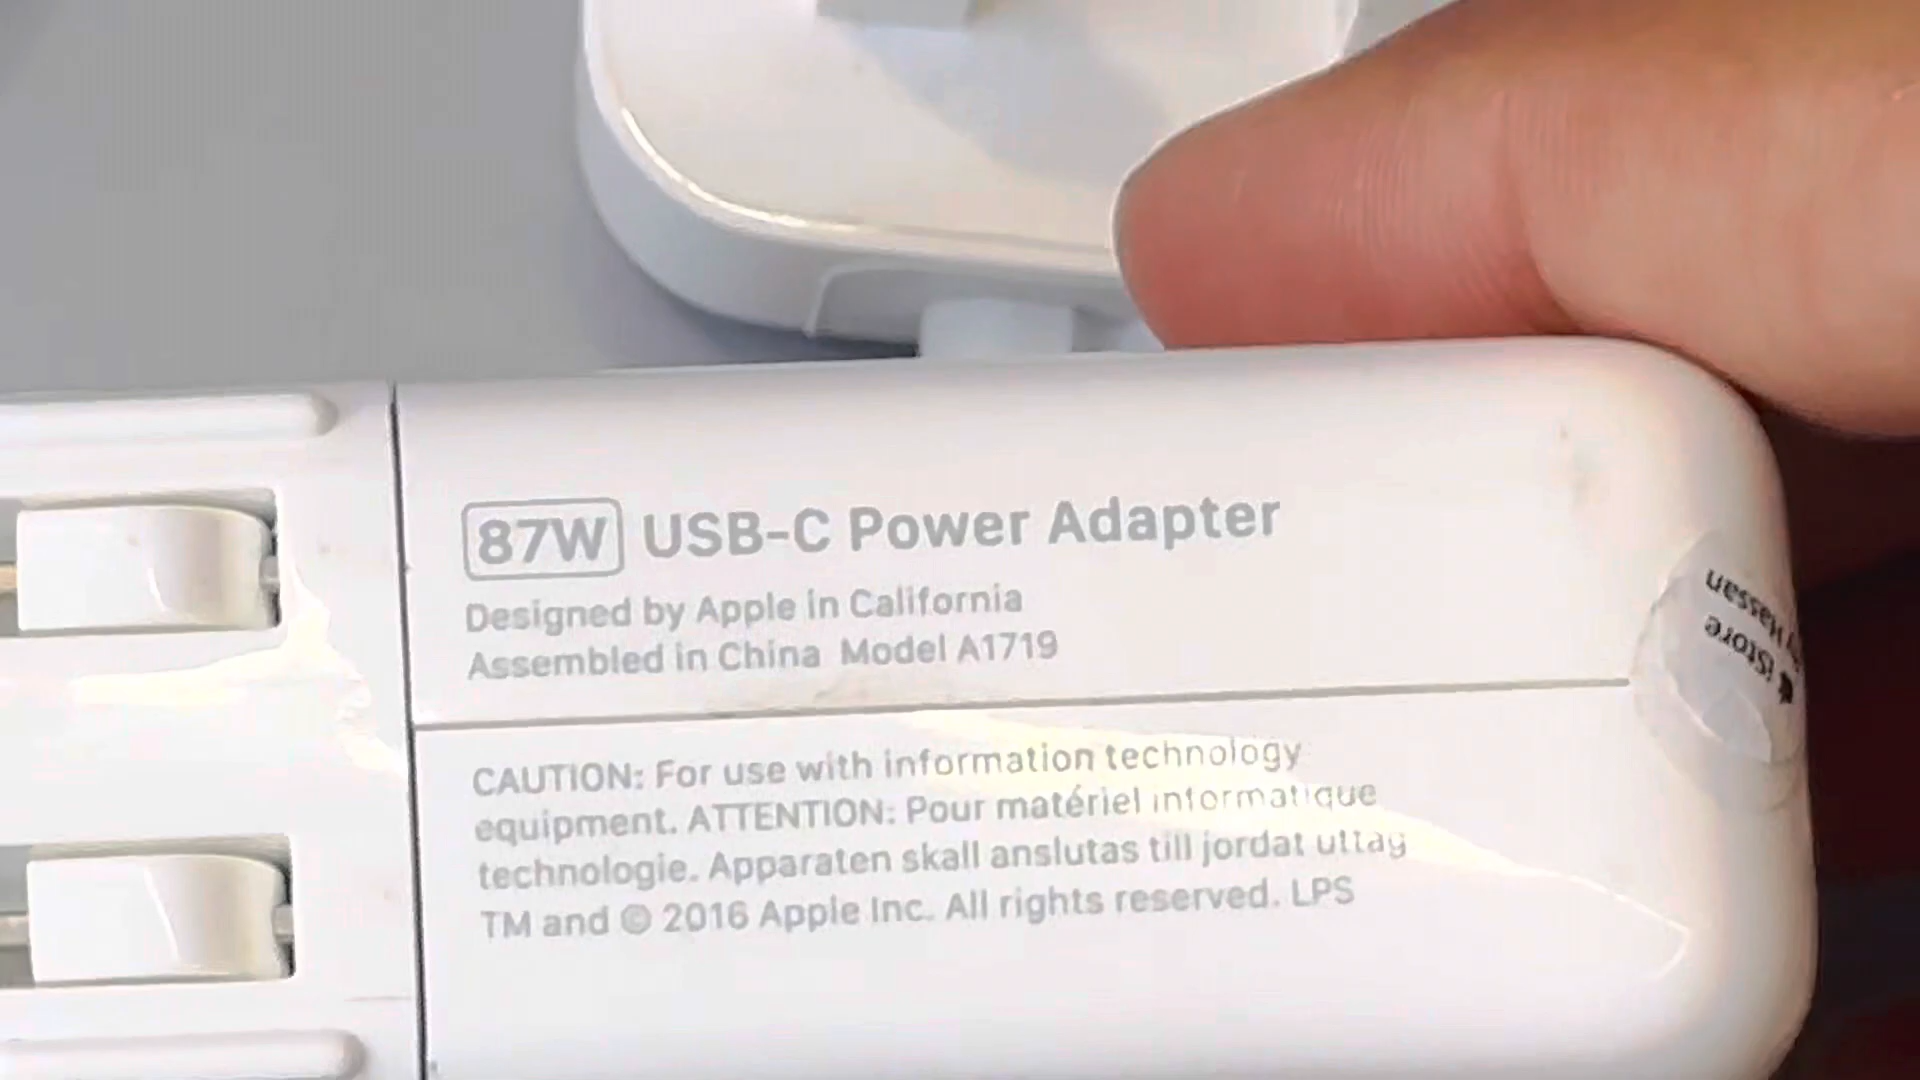 87W USB-C Power Adapter
Designed by Apple in California
Assembled in China Model A1719
CAUTION: For use with information technology
equipment. ATTENTION: Pour matériel informatique
technologie. Apparaten skall anslutas till jordat uttag
TM and © 2016 Apple Inc. All rights reserved. LPS
iStore
Hassan